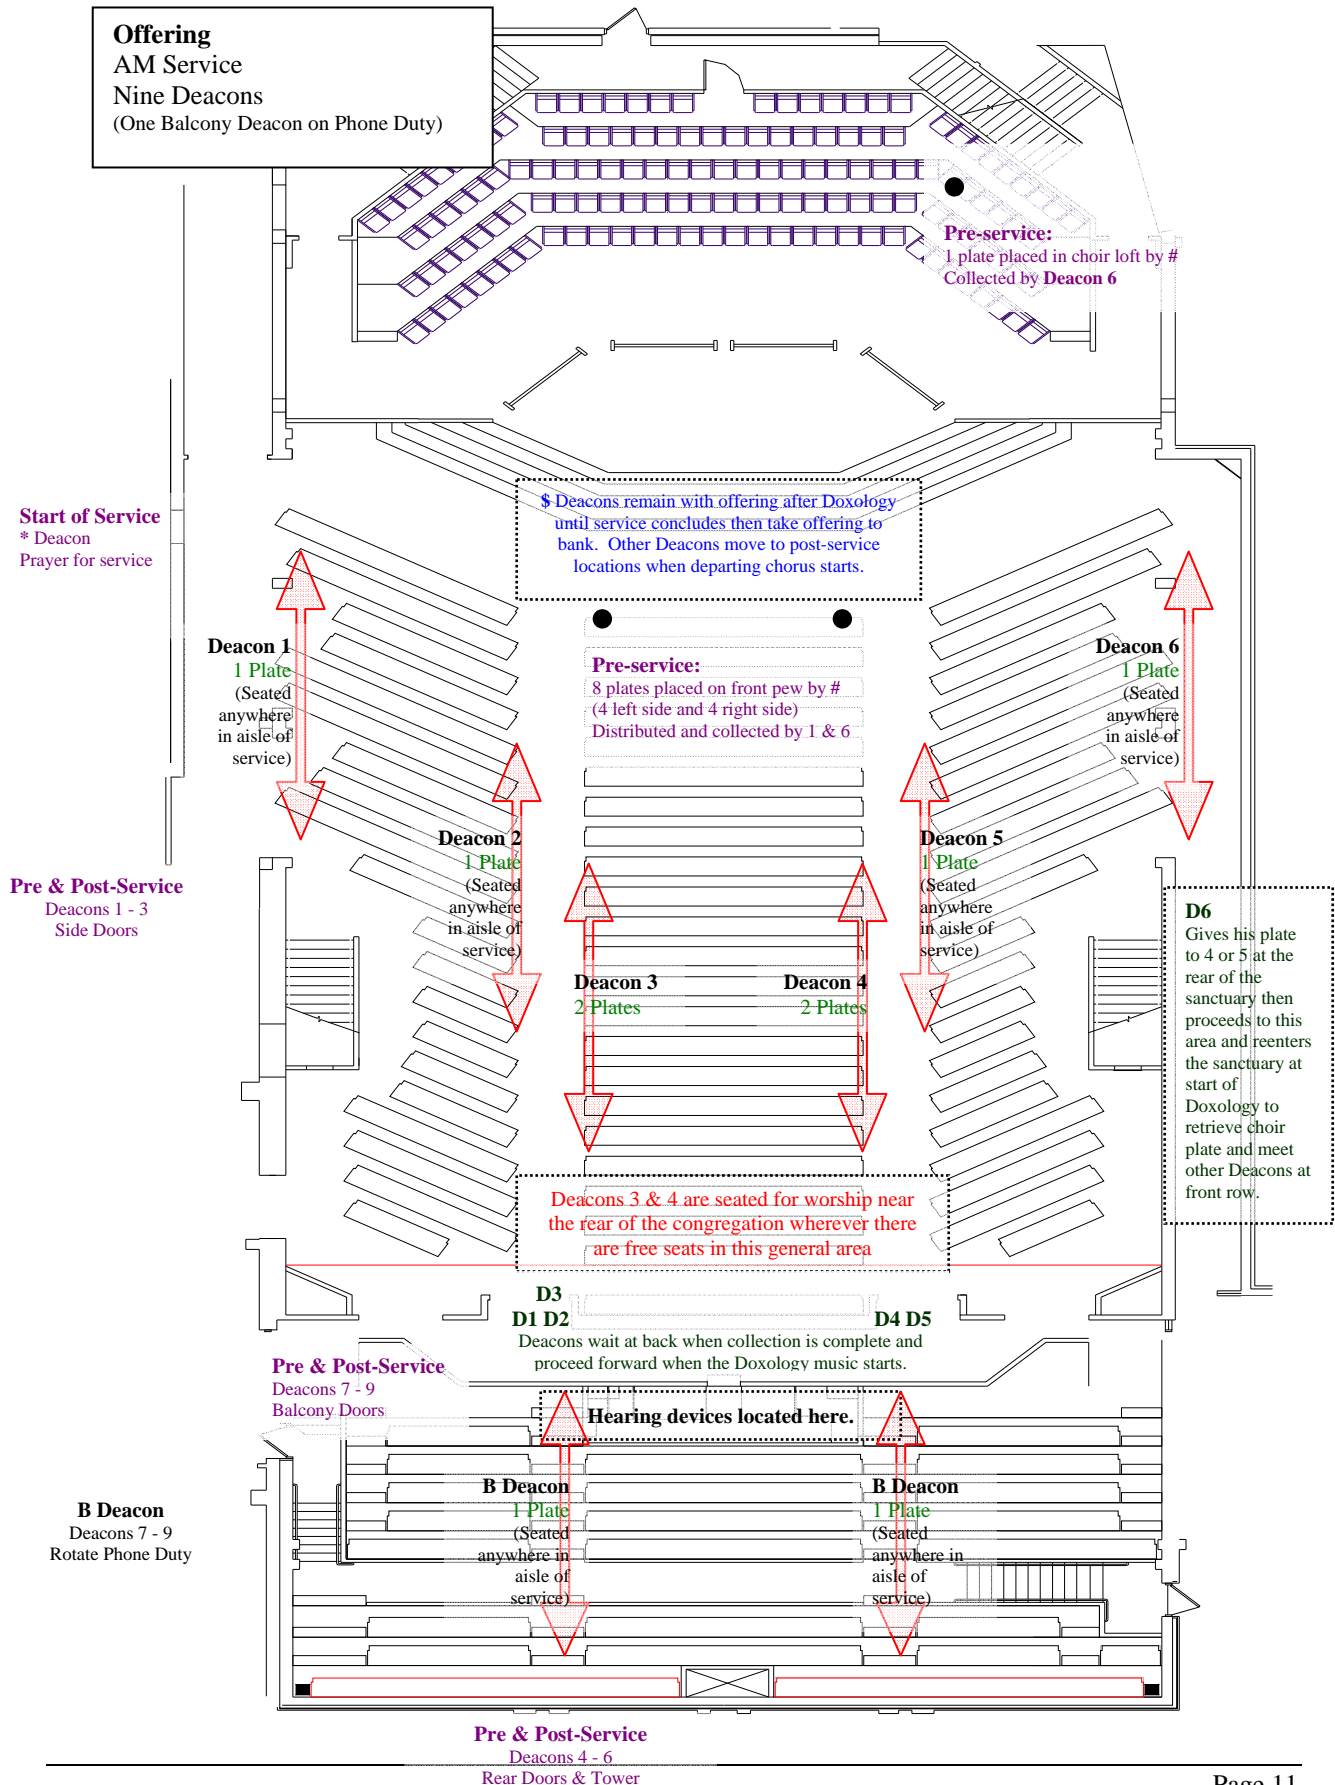 Offering
AM Service
Nine Deacons
(One Balcony Deacon on Phone Duty)
Pre-service:
1 plate placed in choir loft by #
Collected by Deacon 6
Start of Service
* Deacon
Prayer for service
$ Deacons remain with offering after Doxology
until service concludes then take offering to
bank. Other Deacons move to post-service
locations when departing chorus starts.
Deacon 1
1 Plate
(Seated
anywhere
in aisle of
service)
Pre-service:
8 plates placed on front pew by #
(4 left side and 4 right side)
Distributed and collected by 1 & 6
Deacon 6
1 Plate
(Seated
anywhere
in aisle of
service)
Deacon 2
1 Plate
(Seated
anywhere
in aisle of
service)
Deacon 5
1 Plate
(Seated
anywhere
in aisle of
service)
Pre & Post-Service
Deacons 1 - 3
Side Doors
Deacon 3
2 Plates
Deacon 4
2 Plates
D6
Gives his plate
to 4 or 5 at the
rear of the
sanctuary then
proceeds to this
area and reenters
the sanctuary at
start of
Doxology to
retrieve choir
plate and meet
other Deacons at
front row.
Deacons 3 & 4 are seated for worship near
the rear of the congregation wherever there
are free seats in this general area
D3
D1 D2
D4 D5
Deacons wait at back when collection is complete and
proceed forward when the Doxology music starts.
Pre & Post-Service
Deacons 7 - 9
Balcony Doors
Hearing devices located here.
B Deacon
1 Plate
(Seated
anywhere in
aisle of
service)
B Deacon
1 Plate
(Seated
anywhere in
aisle of
service)
B Deacon
Deacons 7 - 9
Rotate Phone Duty
Pre & Post-Service
Deacons 4 - 6
Rear Doors & Tower
Page 11